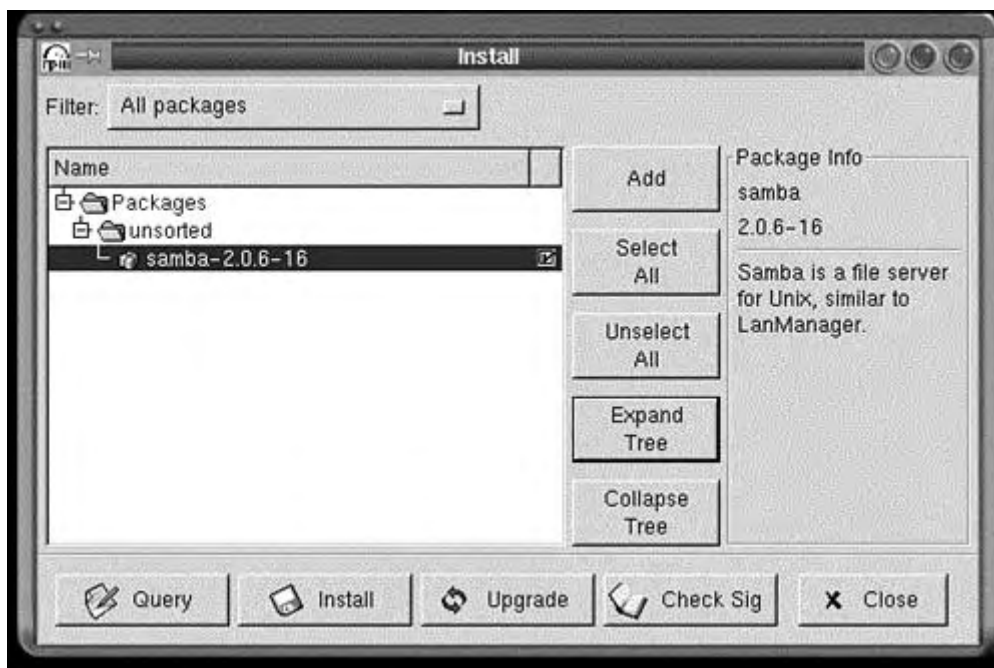 rpm
Install
Filter: All packages
Name
Packages
unsorted
samba-2.0.6-16
Add
Select
All
Unselect
All
Expand
Tree
Collapse
Tree
Package Info
samba
2.0.6-16
Samba is a file server
for Unix, similar to
LanManager.
Query
Install
Upgrade
Check Sig
Close